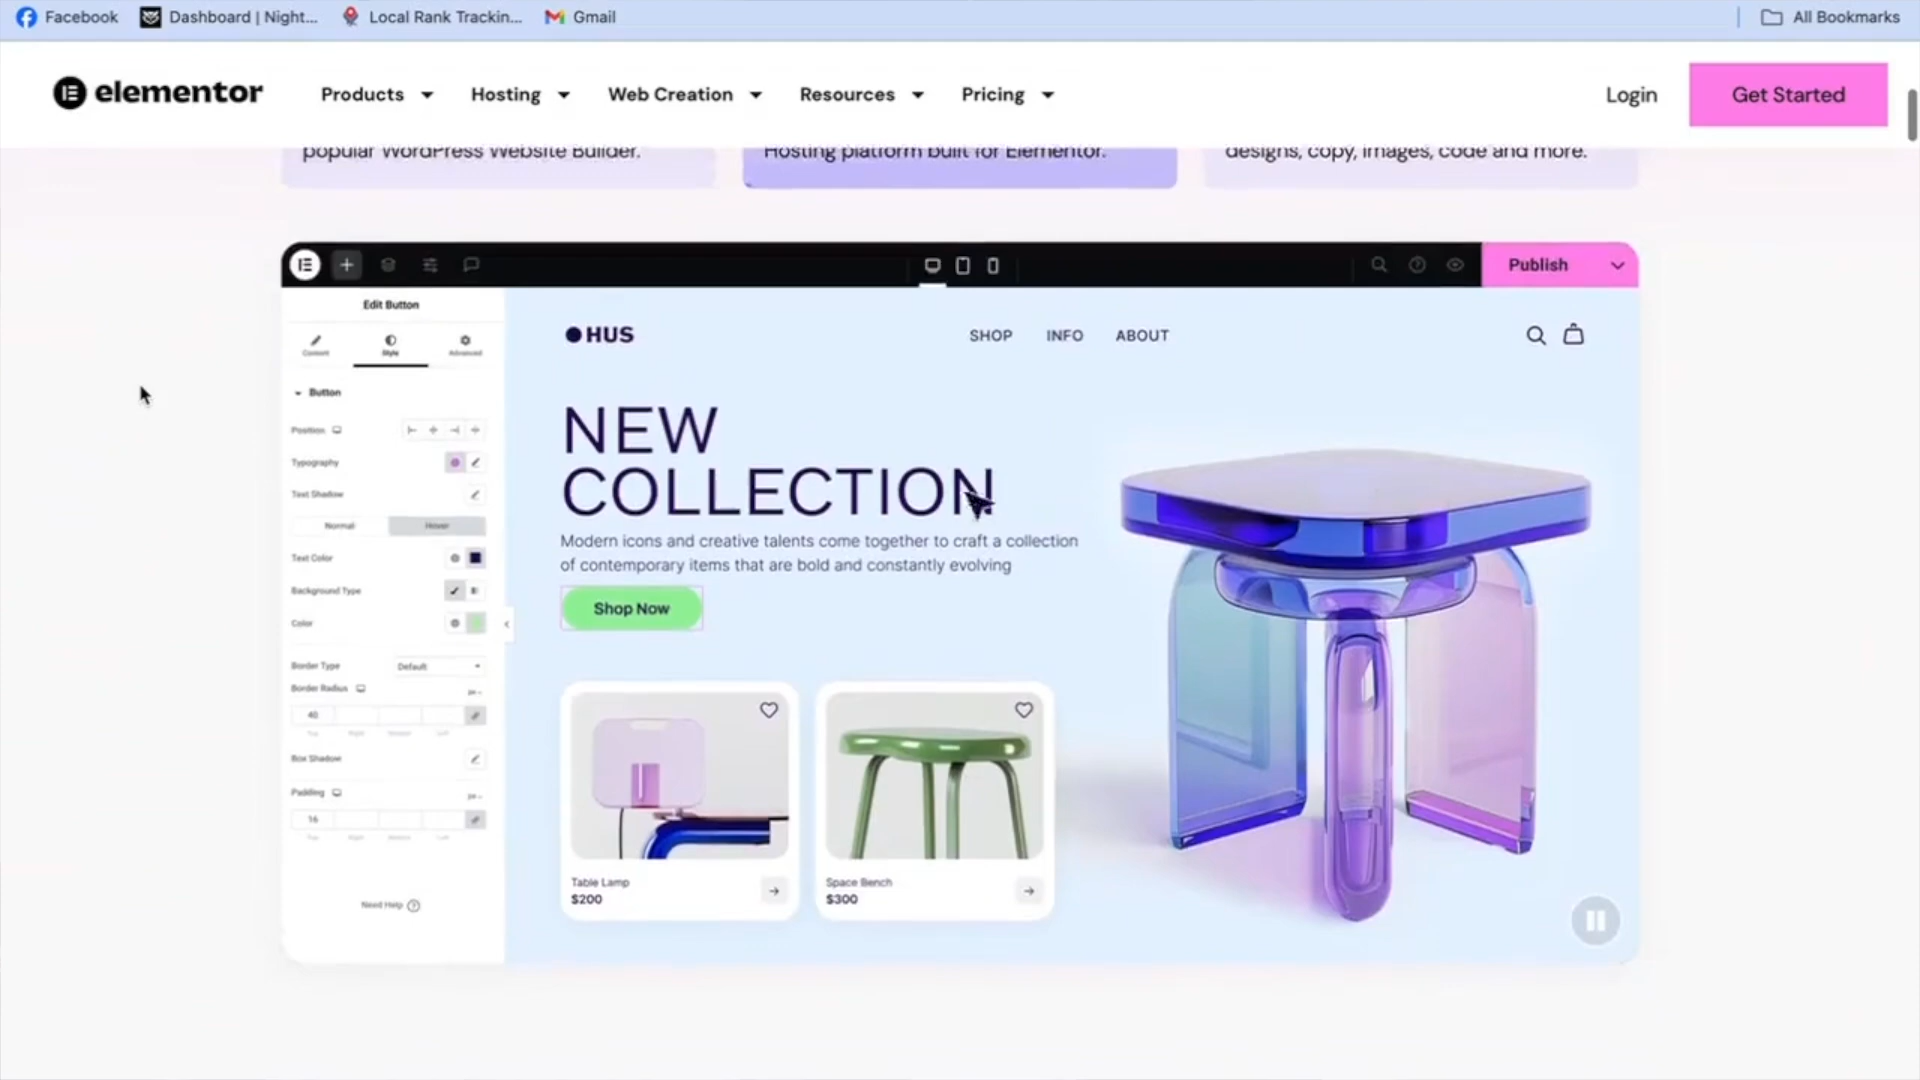 Facebook
Dashboard | Night...
Local Rank Trackin...
Gmail
All Bookmarks
elementor
Products
Hosting
Web Creation
Resources
Pricing
Login
Get Started
popular WordPress Website Builder.
Hosting platform built for Elementor.
designs, copy, images, code and more.
Publish
Edit Button
Content
Style
Advanced
Button
Position
Typography
Text Shadow
Normal
Hover
Text Color
Background Type
Color
Border Type
Default
Border Radius
40
Box Shadow
Padding
16
Need Help
HUS
SHOP
INFO
ABOUT
NEW
COLLECTION
Modern icons and creative talents come together to craft a collection
of contemporary items that are bold and constantly evolving
Shop Now
Table Lamp
$200
Space Bench
$300